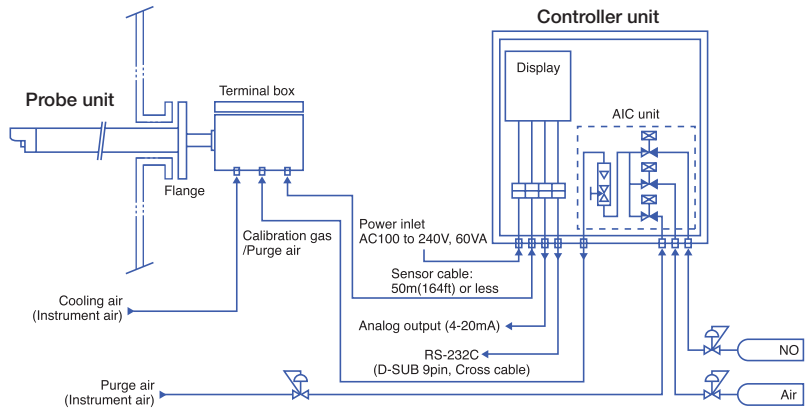 Controller unit
Display
AIC unit
Probe unit
Terminal box
Flange
Calibration gas
/Purge air
Power inlet
AC100 to 240V, 60VA
Sensor cable:
50m(164ft) or less
Cooling air
(Instrument air)
Analog output (4-20mA)
RS-232C
(D-SUB 9pin, Cross cable)
NO
Purge air
(Instrument air)
Air